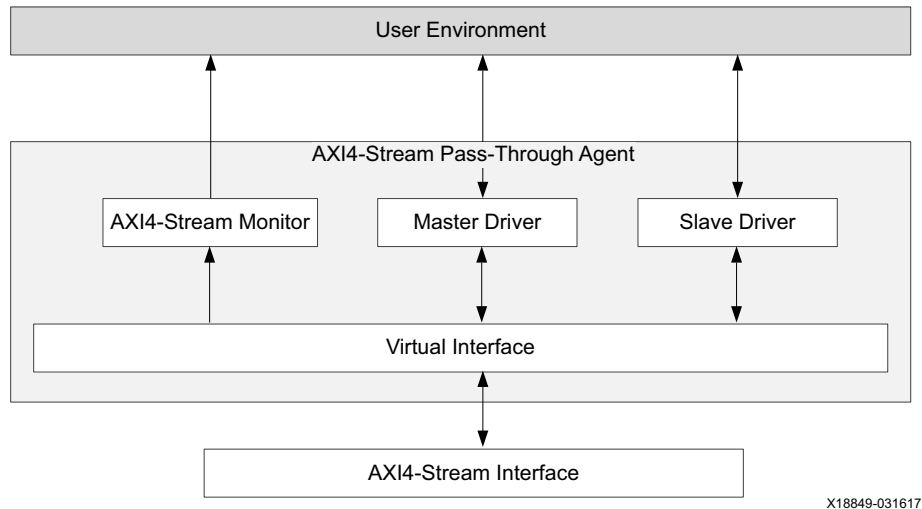 User Environment
AXI4-Stream Pass-Through Agent
AXI4-Stream Monitor
Master Driver
Slave Driver
Virtual Interface
AXI4-Stream Interface
X18849-031617